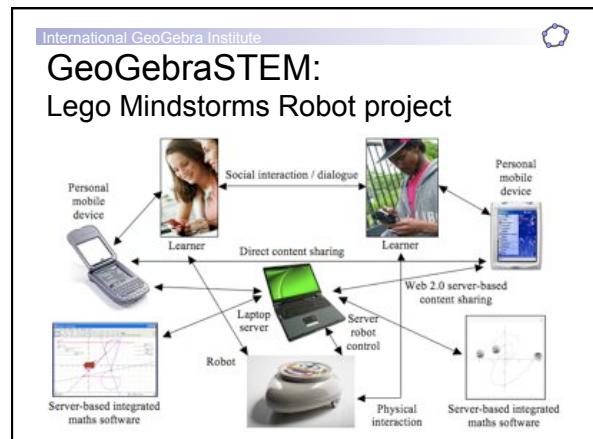 International GeoGebra Institute
GeoGebraSTEM:
Lego Mindstorms Robot project
Personal
mobile
device
Social interaction / dialogue
Personal
mobile
device
Learner
Learner
Direct content sharing
Web 2.0 server-based
content sharing
Laptop
server
Server
robot
control
Robot
Server-based integrated
maths software
Physical
interaction
Server-based integrated
maths software